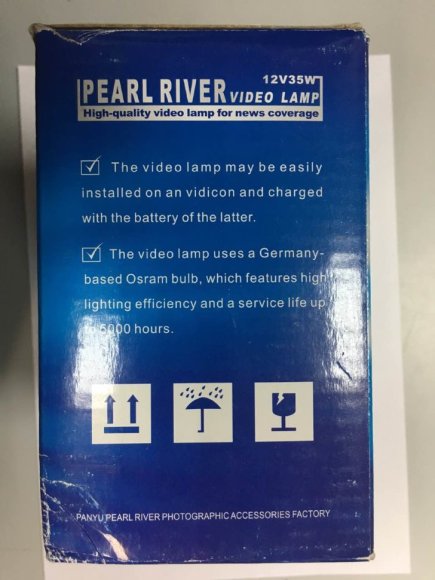 12V35W
PEARL RIVER VIDEO LAMP
High-quality video lamp for news coverage
The video lamp may be easily
installed on an vidicon and charged
with the battery of the latter.
The video lamp uses a Germany-
based Osram bulb, which features high
lighting efficiency and a service life up
to 5000 hours.
PANYU PEARL RIVER PHOTOGRAPHIC ACCESSORIES FACTORY